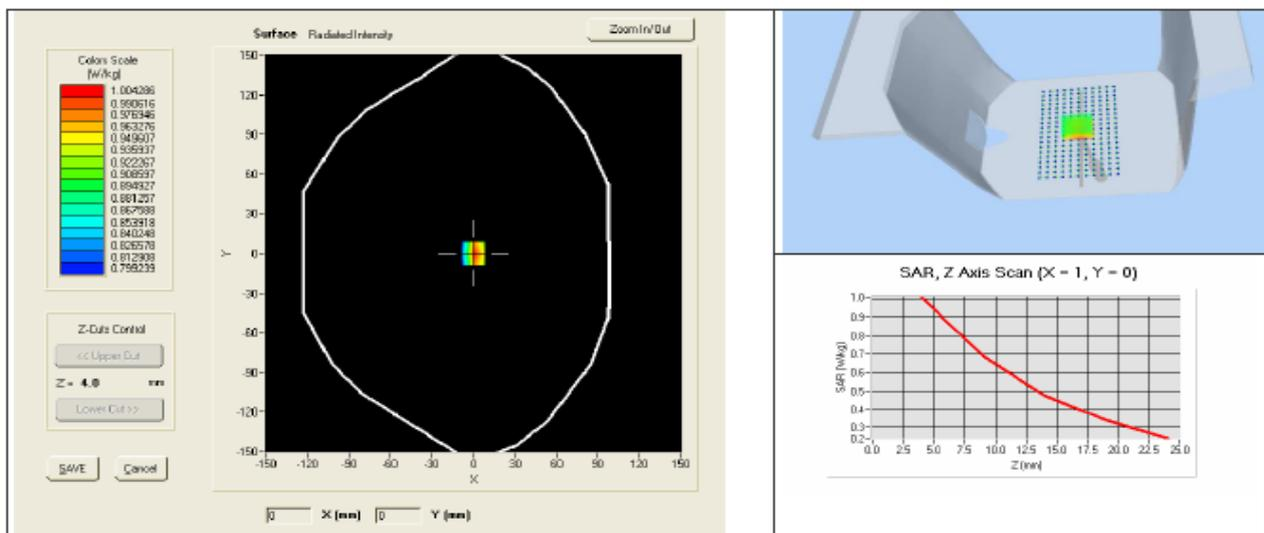 Surface Radiated Intensity
Zoom In/Out
Colors Scale
(W/kg)
1.004286
0.990616
0.976946
0.963276
0.949607
0.935937
0.922267
0.908597
0.894927
0.881257
0.867588
0.853918
0.840248
0.826578
0.812908
0.799239
Z-Cuts Control
<< Upper Cut
Z = 4.0 mm
Lower Cut >>
SAVE Cancel
150
120
90
60
30
0
-30
-60
-90
-120
-150
Y
-150 -120 -90 -60 -30 0 30 60 90 120 150
X
0 X (mm) 0 Y (mm)
SAR, Z Axis Scan (X = 1, Y = 0)
SAR (W/kg)
1.0
0.9
0.8
0.7
0.6
0.5
0.4
0.3
0.2
0.0 2.5 5.0 7.5 10.0 12.5 15.0 17.5 20.0 22.5 25.0
Z (mm)